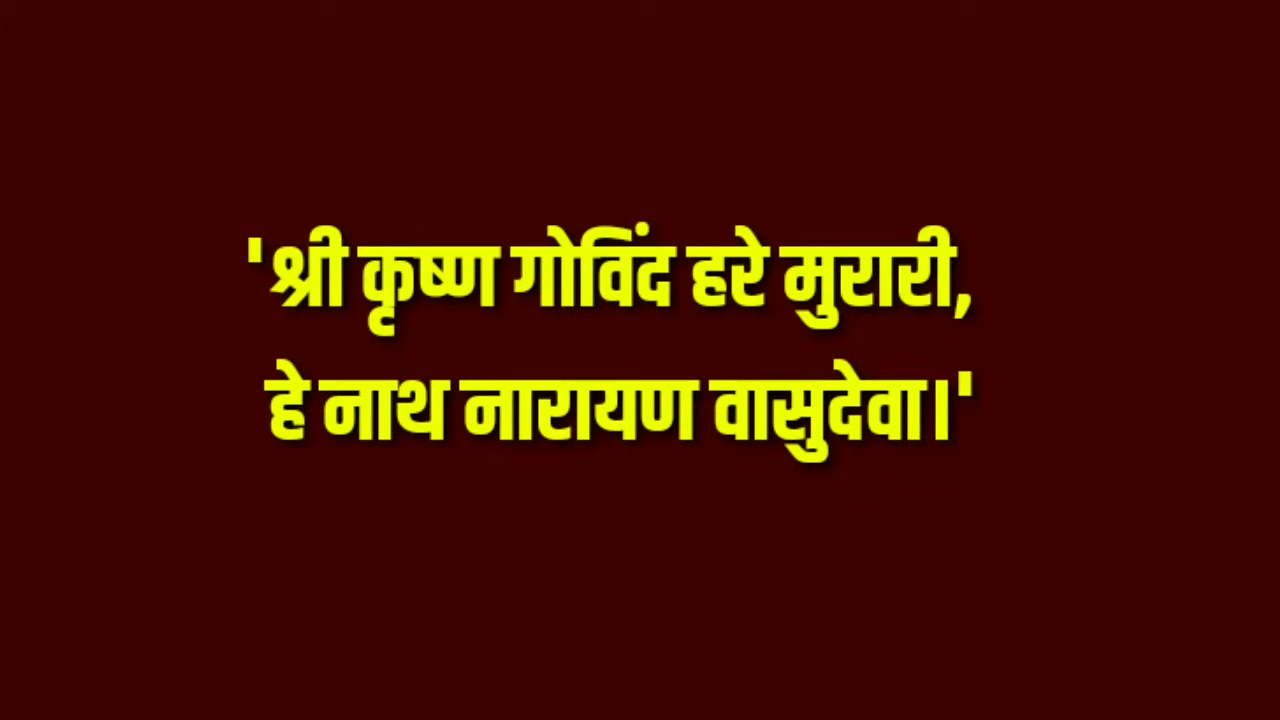 'श्री कृष्ण गोविंद हरे मुरारी,
हे नाथ नारायण वासुदेवा।'